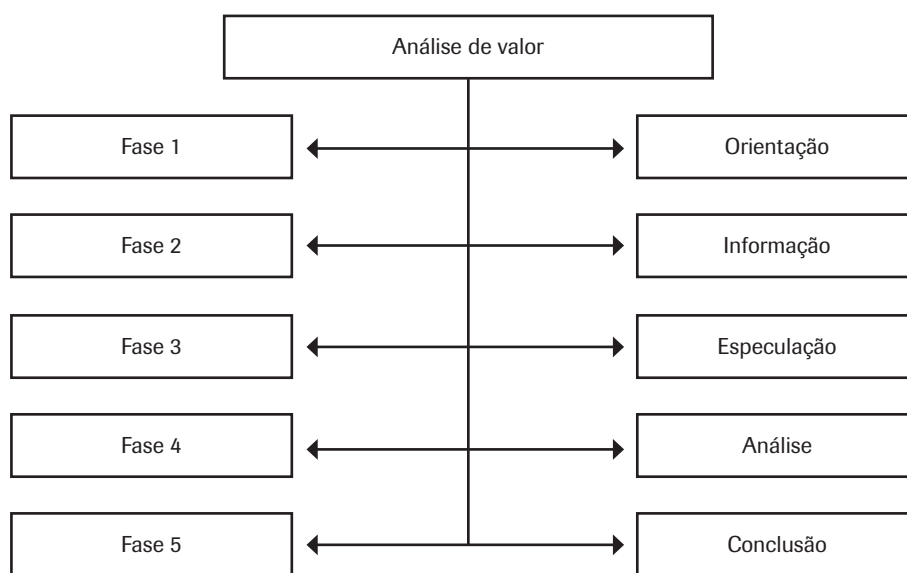 Análise de valor
Fase 1
Orientação
Fase 2
Informação
Fase 3
Especulação
Fase 4
Análise
Fase 5
Conclusão